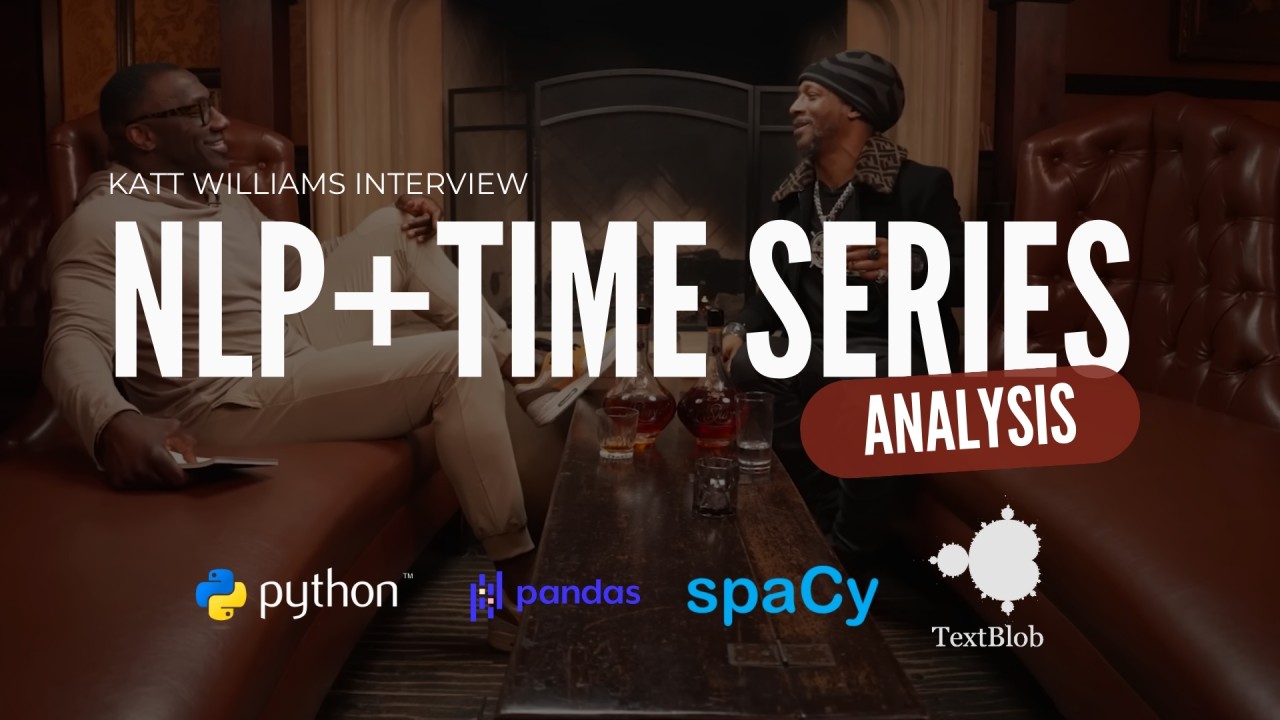 KATT WILLIAMS INTERVIEW
NLP+TIME SERIES
ANALYSIS
python™
pandas
spaCy
TextBlob